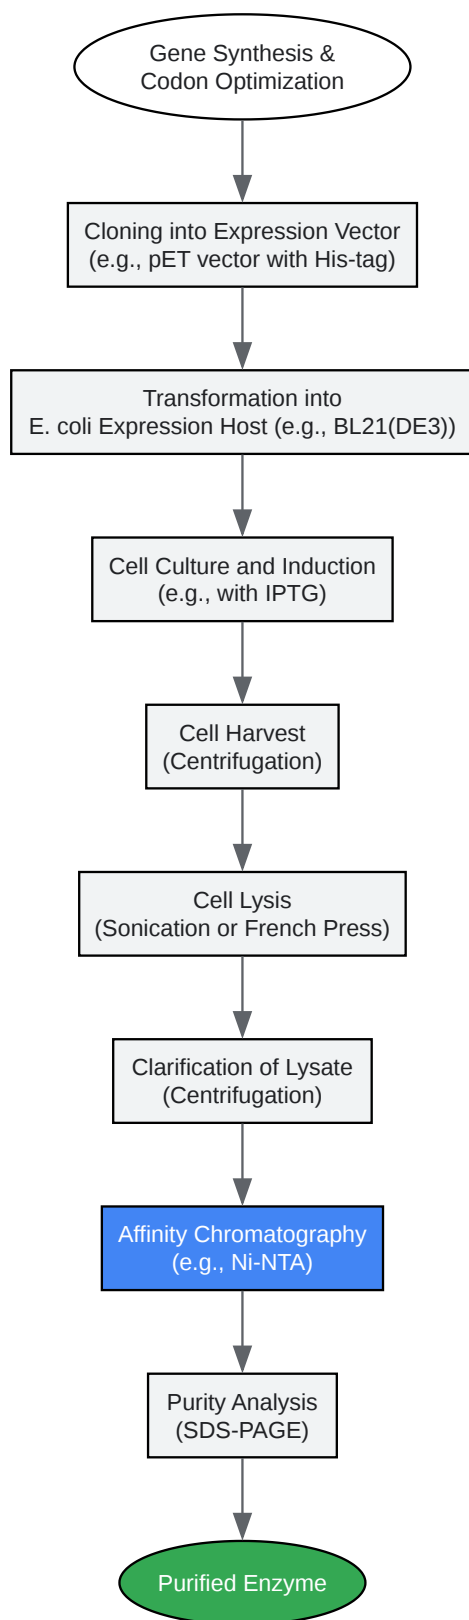 Gene Synthesis &
Codon Optimization
Cloning into Expression Vector
(e.g., pET vector with His-tag)
Transformation into
E. coli Expression Host (e.g., BL21(DE3))
Cell Culture and Induction
(e.g., with IPTG)
Cell Harvest
(Centrifugation)
Cell Lysis
(Sonication or French Press)
Clarification of Lysate
(Centrifugation)
Affinity Chromatography
(e.g., Ni-NTA)
Purity Analysis
(SDS-PAGE)
Purified Enzyme